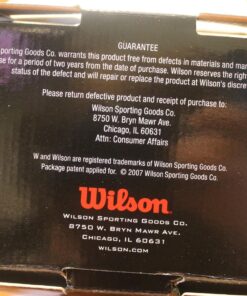 GUARANTEE
Sporting Goods Co. warrants this product free from defects in materials and man
se for a period of two years from the date of purchase. Wilson reserves the right
status of the defect and will repair or replace the product at Wilson's discre
Please return defective product and receipt of purchase to:
Wilson Sporting Goods Co.
8750 W. Bryn Mawr Ave.
Chicago, IL 60631
Attn: Consumer Affairs
W and Wilson are registered trademarks of Wilson Sporting Goods Co.
Package patent applied for. © 2007 Wilson Sporting Goods Co.
Wilson.
Wilson Sporting Goods Co.
8750 W. Bryn Mawr Ave.
Chicago, IL 60631
wilson.com